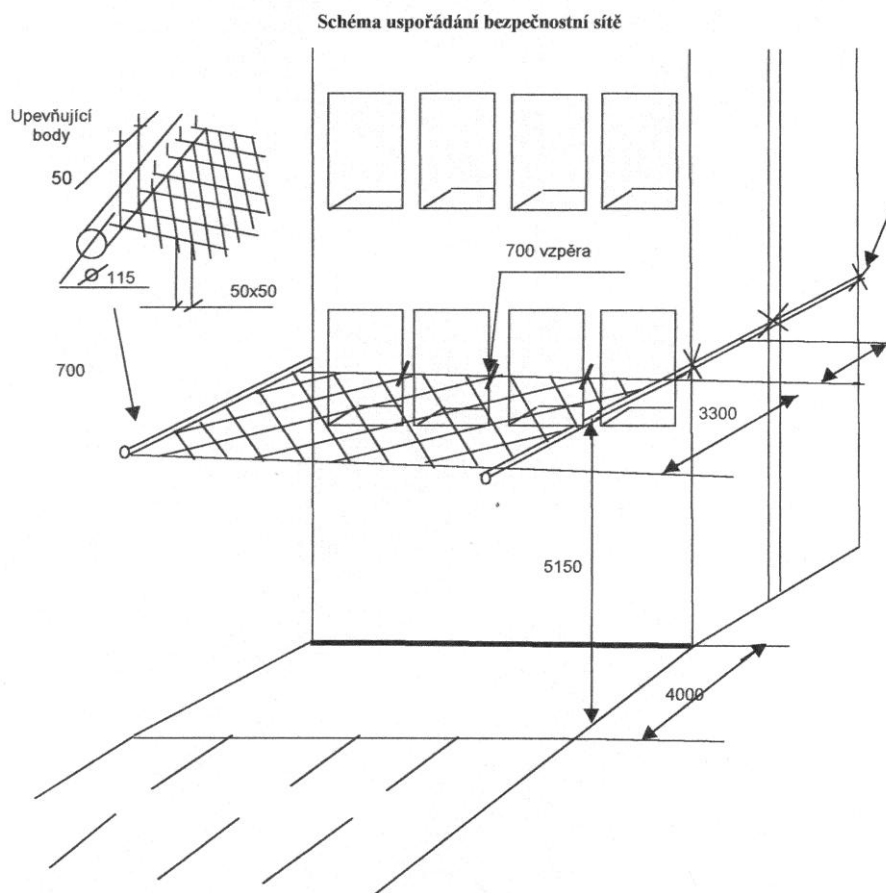 Schéma uspořádání bezpečnostní sítě
Upevňující
body
50
115
50x50
700 vzpěra
700
3300
5150
4000